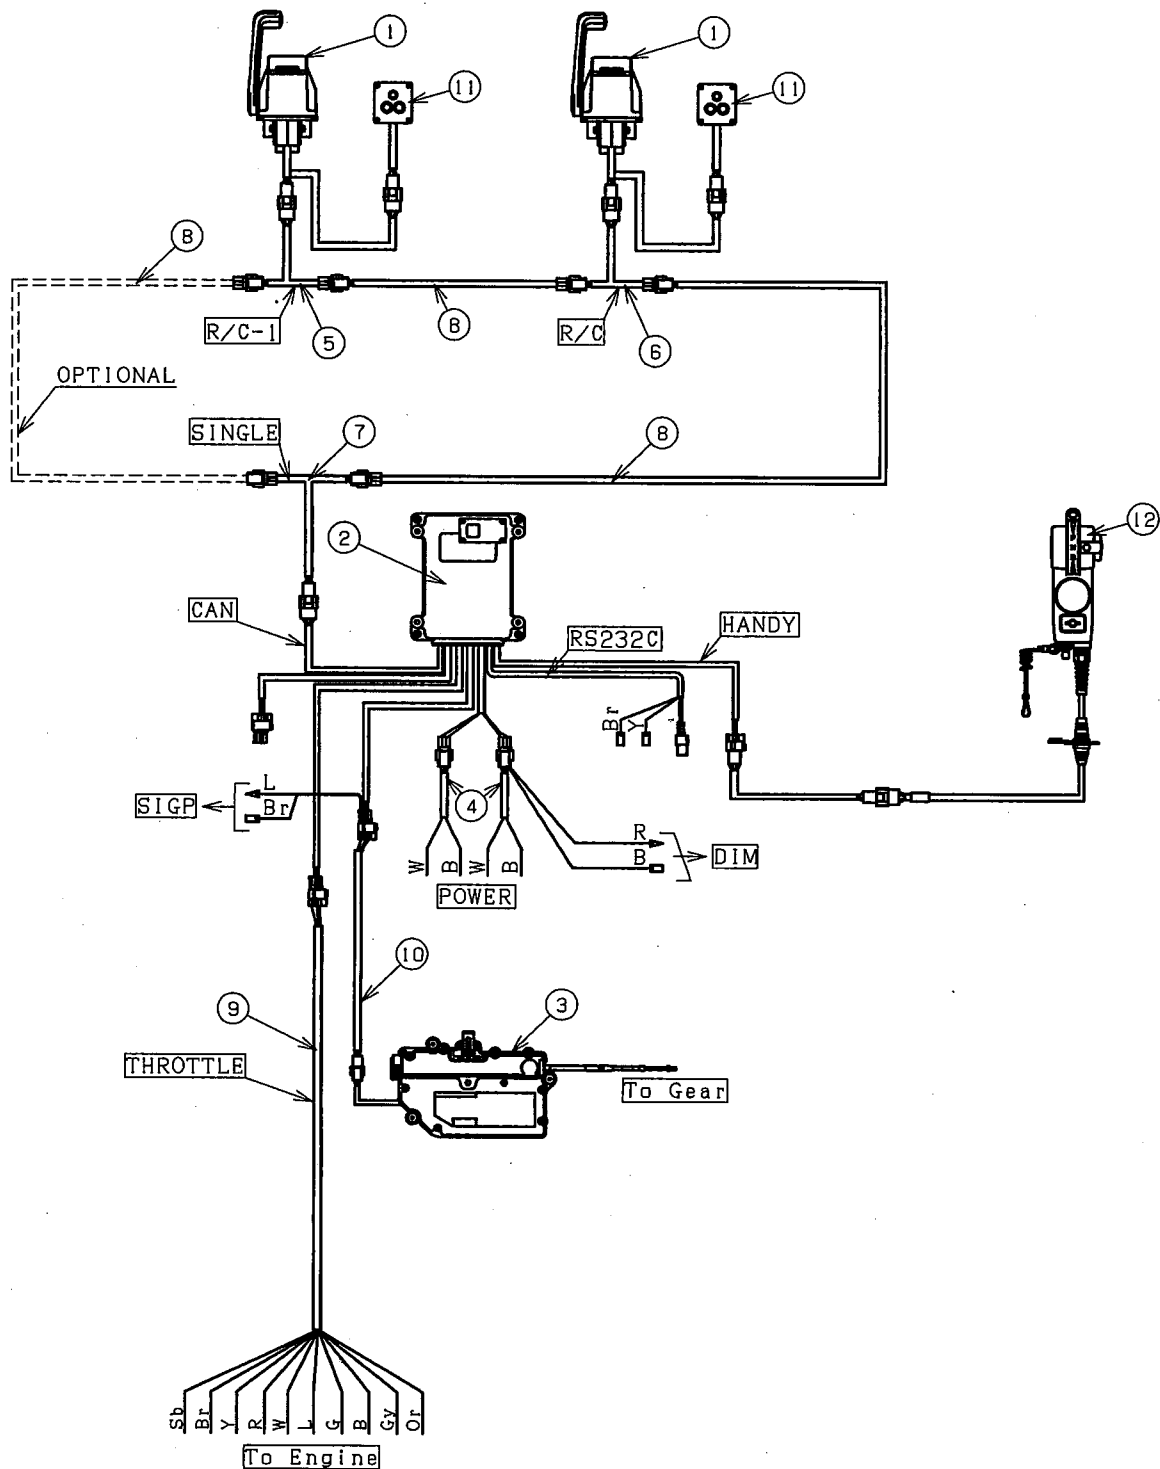 1
1
11
11
8
8
R/C-1
5
R/C
6
OPTIONAL
SINGLE
7
8
2
12
CAN
RS232C
HANDY
Br
Y
L
Br
SIGP
4
R
B
DIM
W
B
W
B
POWER
10
9
3
THROTTLE
To Gear
Sb
Br
Y
R
W
L
G
B
Gy
Or
To Engine